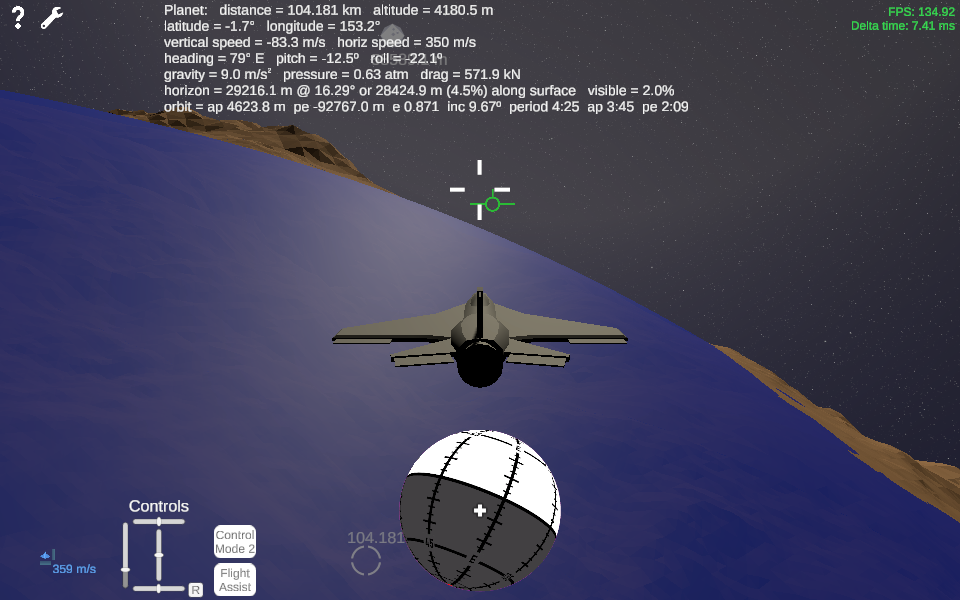 Planet: distance = 104.181 km altitude = 4180.5 m
latitude = -1.7° longitude = 153.2°
vertical speed = -83.3 m/s horiz speed = 350 m/s
heading = 79° E pitch = -12.5° roll = -22.1°
gravity = 9.0 m/s² pressure = 0.63 atm drag = 571.9 kN
horizon = 29216.1 m @ 16.29° or 28424.9 m (4.5%) along surface visible = 2.0%
orbit = ap 4623.8 m pe -92767.0 m e 0.871 inc 9.67° period 4:25 ap 3:45 pe 2:09
FPS: 134.92
Delta time: 7.41 ms
?
Controls
Control
Mode 2
Flight
Assist
R
359 m/s
104.181
45
E